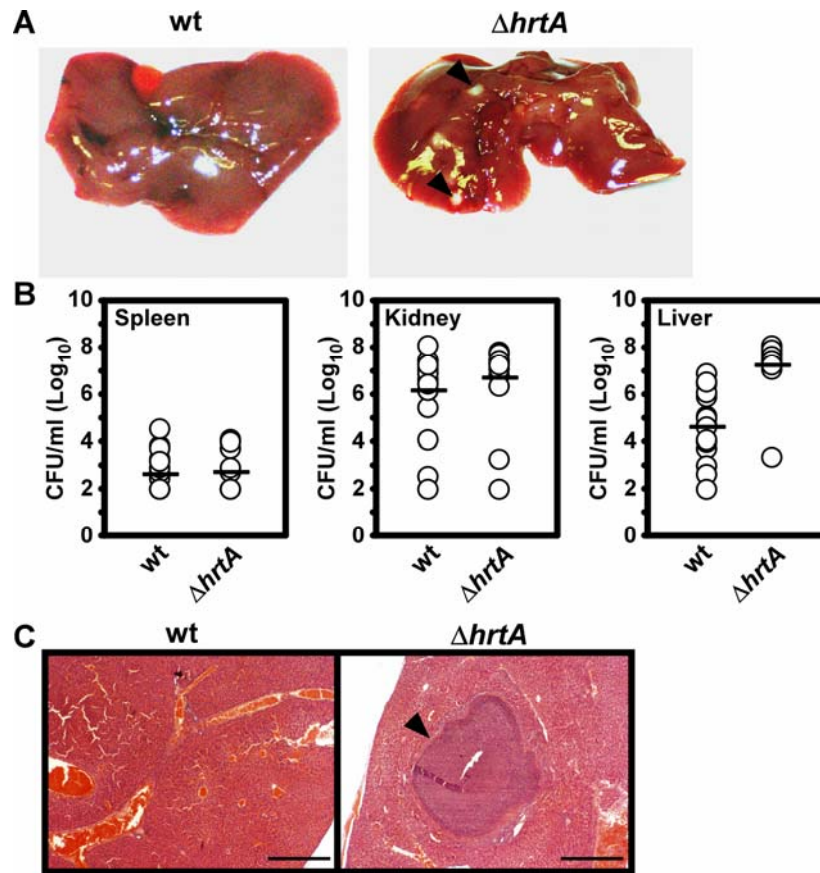 A
wt
ΔhrtA
B
10
8
6
4
2
0
CFU/ml (Log10)
Spleen
wt
ΔhrtA
10
8
6
4
2
0
CFU/ml (Log10)
Kidney
wt
ΔhrtA
10
8
6
4
2
0
CFU/ml (Log10)
Liver
wt
ΔhrtA
C
wt
ΔhrtA